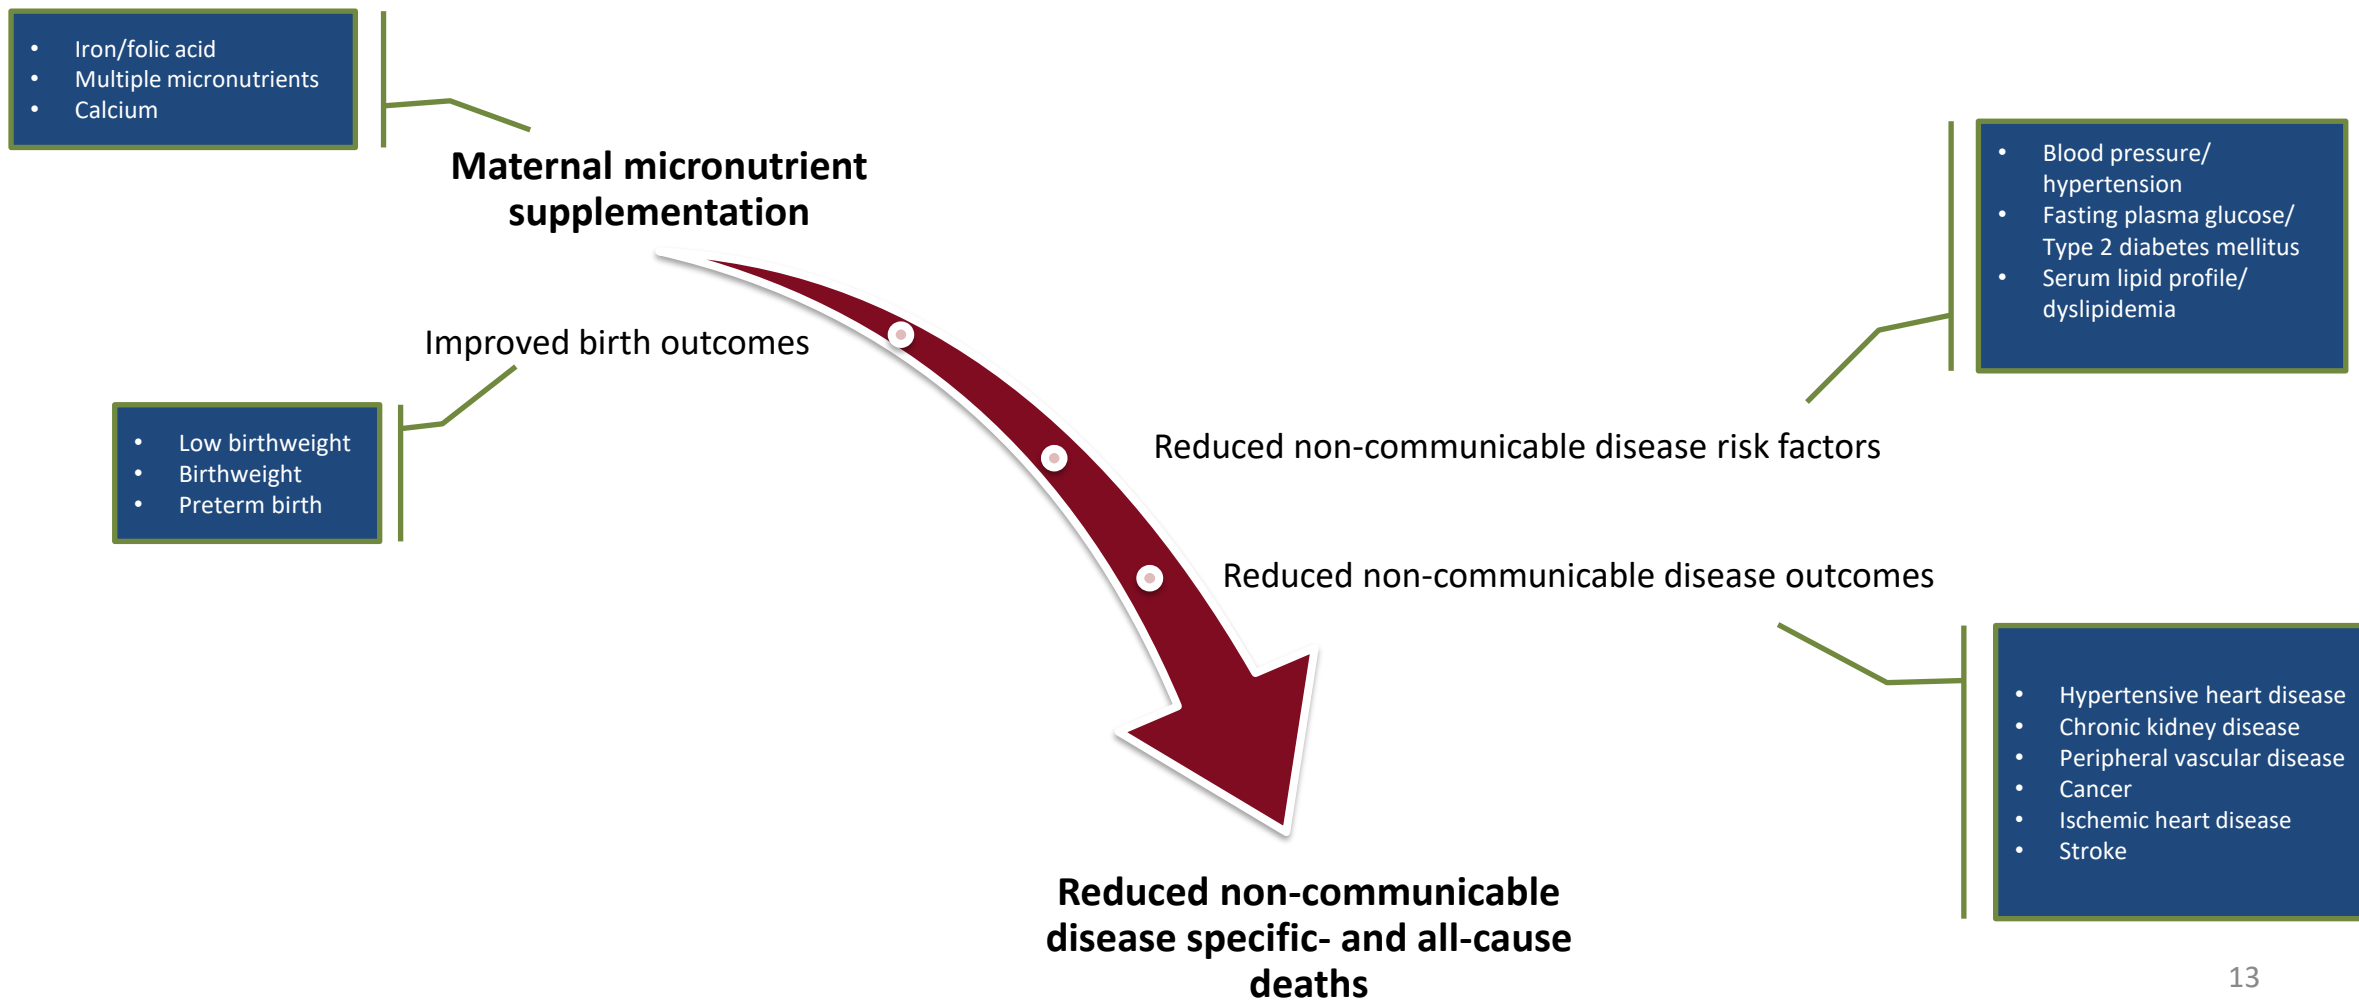 • Iron/folic acid
• Multiple micronutrients
• Calcium
Maternal micronutrient
supplementation
Improved birth outcomes
• Low birthweight
• Birthweight
• Preterm birth
• Blood pressure/
hypertension
• Fasting plasma glucose/
Type 2 diabetes mellitus
• Serum lipid profile/
dyslipidemia
Reduced non-communicable disease risk factors
Reduced non-communicable disease outcomes
• Hypertensive heart disease
• Chronic kidney disease
• Peripheral vascular disease
• Cancer
• Ischemic heart disease
• Stroke
Reduced non-communicable
disease specific- and all-cause
deaths
13